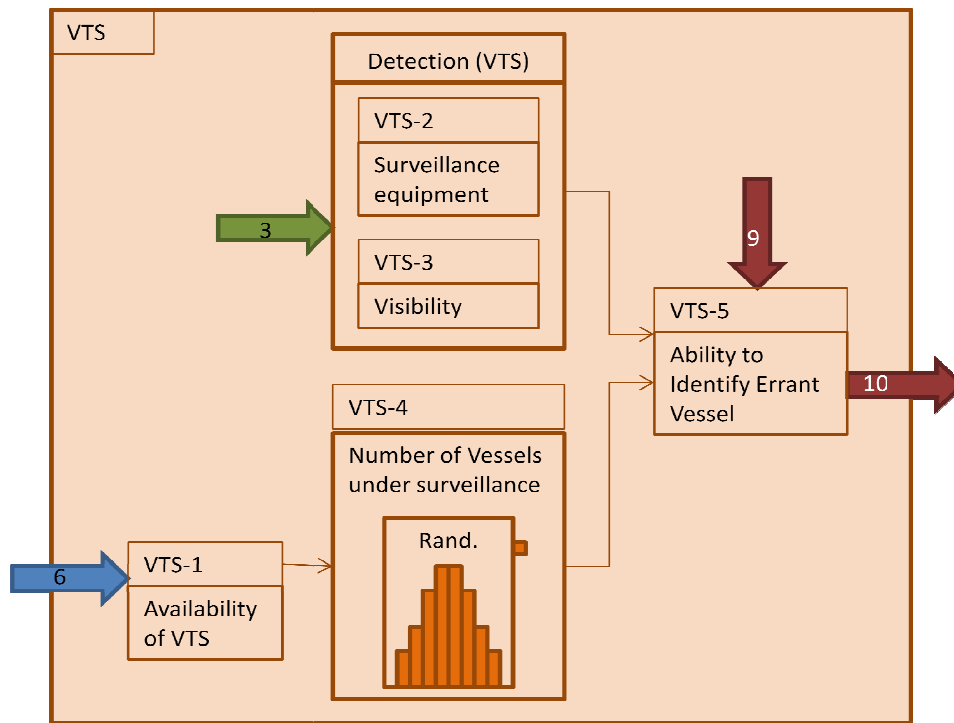 VTS
Detection (VTS)
VTS-2
Surveillance
equipment
3
VTS-3
Visibility
9
VTS-5
Ability to
Identify Errant
Vessel
10
VTS-4
Number of Vessels
under surveillance
Rand.
6
VTS-1
Availability
of VTS